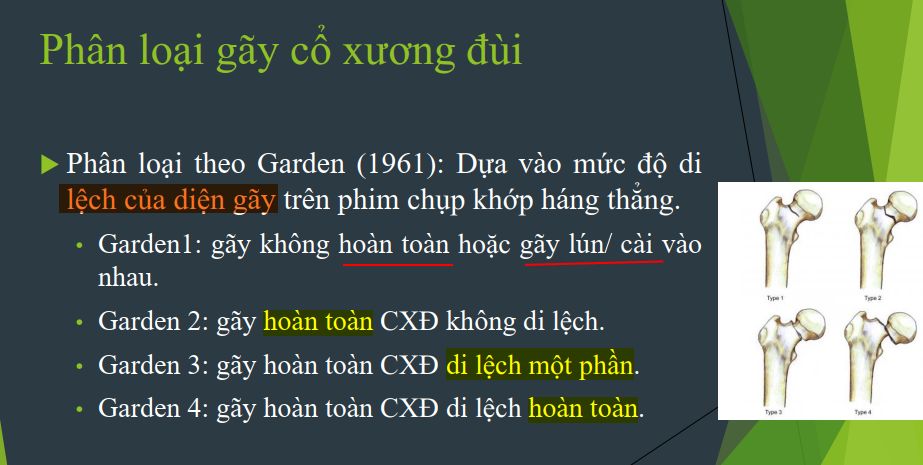 Phân loại gãy cổ xương đùi
Phân loại theo Garden (1961): Dựa vào mức độ di
lệch của diện gãy trên phim chụp khớp háng thẳng.
• Garden1: gãy không hoàn toàn hoặc gãy lún/ cài vào
nhau.
• Garden 2: gãy hoàn toàn CXĐ không di lệch.
• Garden 3: gãy hoàn toàn CXĐ di lệch một phần.
• Garden 4: gãy hoàn toàn CXĐ di lệch hoàn toàn.
Type 1
Type 2
Type 3
Type 4